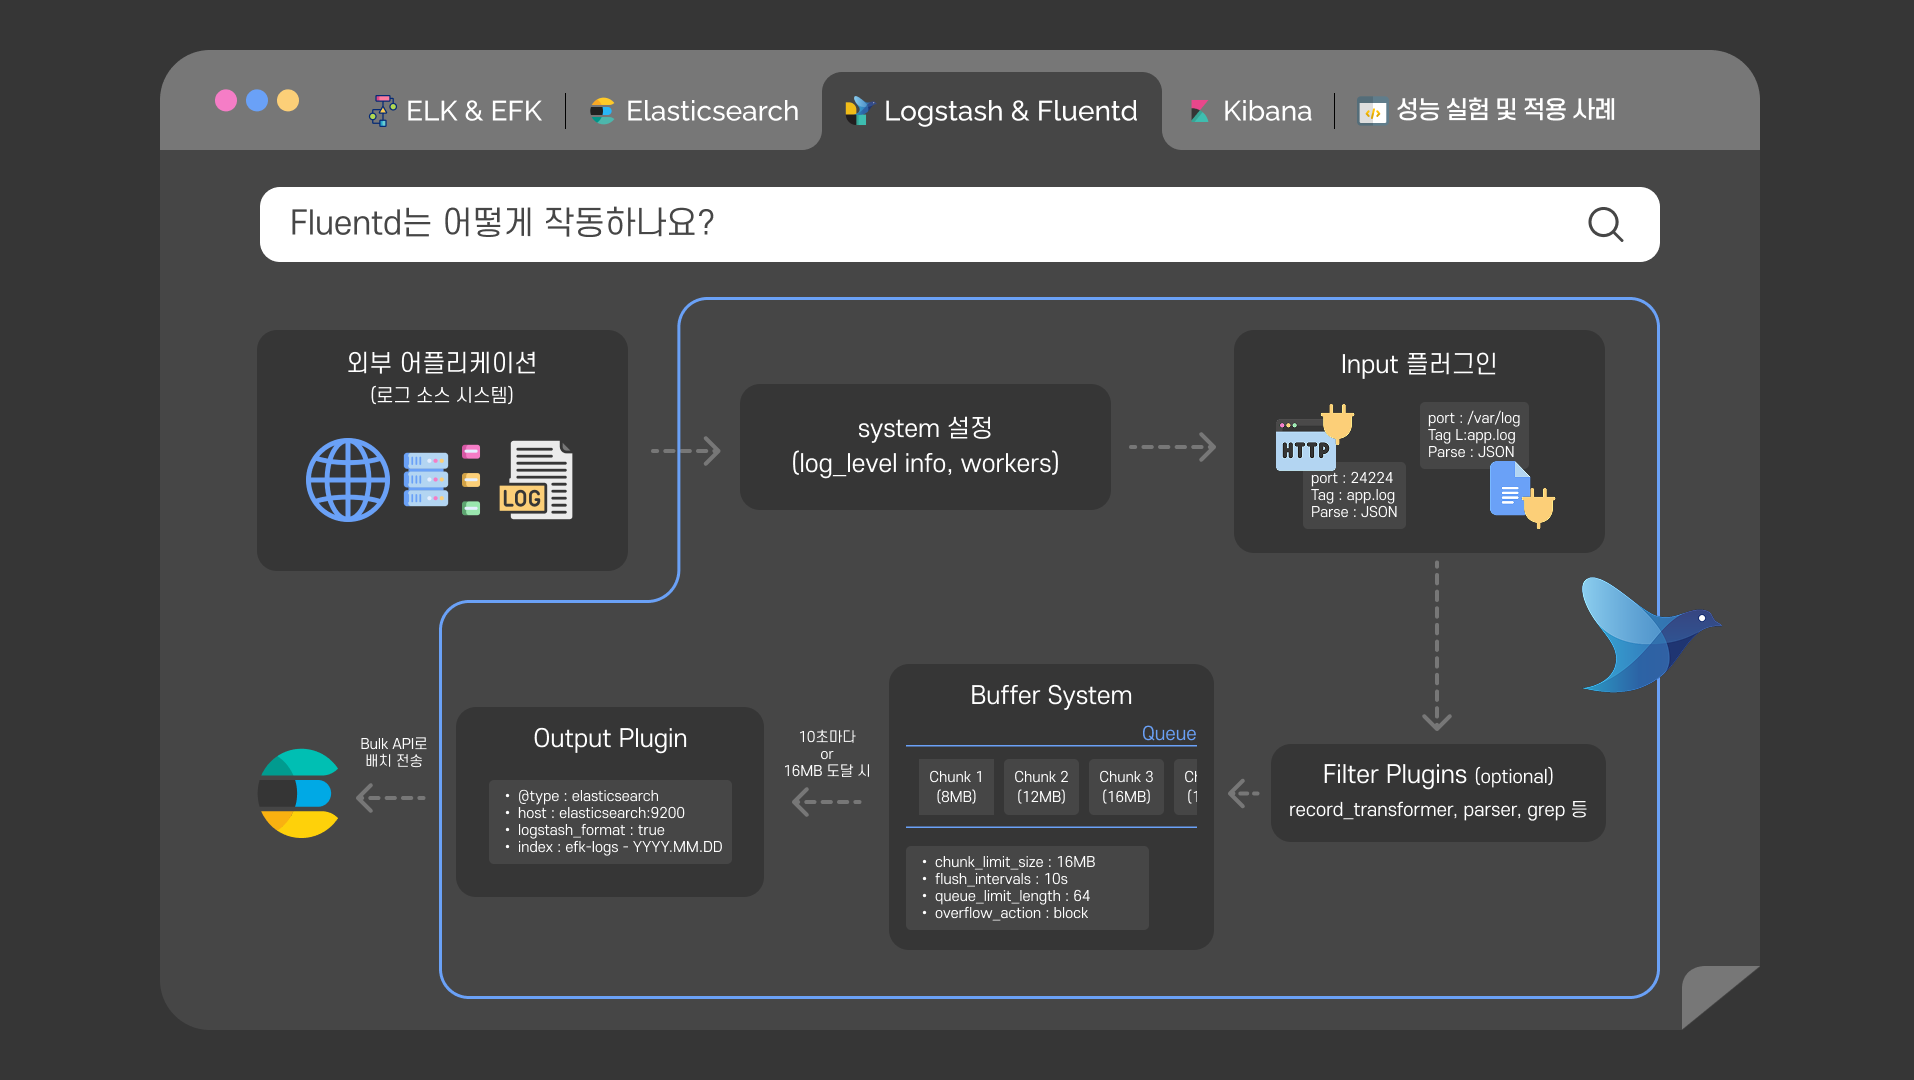 ELK & EFK
Elasticsearch
Logstash & Fluentd
Kibana
성능 실험 및 적용 사례
Fluentd는 어떻게 작동하나요?
외부 어플리케이션
(로그 소스 시스템)
LOG
system 설정
(log_level info, workers)
Input 플러그인
HTTP
port : 24224
Tag : app.log
Parse : JSON
port : /var/log
Tag L:app.log
Parse : JSON
Filter Plugins (optional)
record_transformer, parser, grep 등
Buffer System
Queue
Chunk 1
(8MB)
Chunk 2
(12MB)
Chunk 3
(16MB)
• chunk_limit_size : 16MB
• flush_intervals : 10s
• queue_limit_length : 64
• overflow_action : block
10초마다
or
16MB 도달 시
Output Plugin
• @type : elasticsearch
• host : elasticsearch:9200
• logstash_format : true
• index : efk-logs - YYYY.MM.DD
Bulk API로
배치 전송